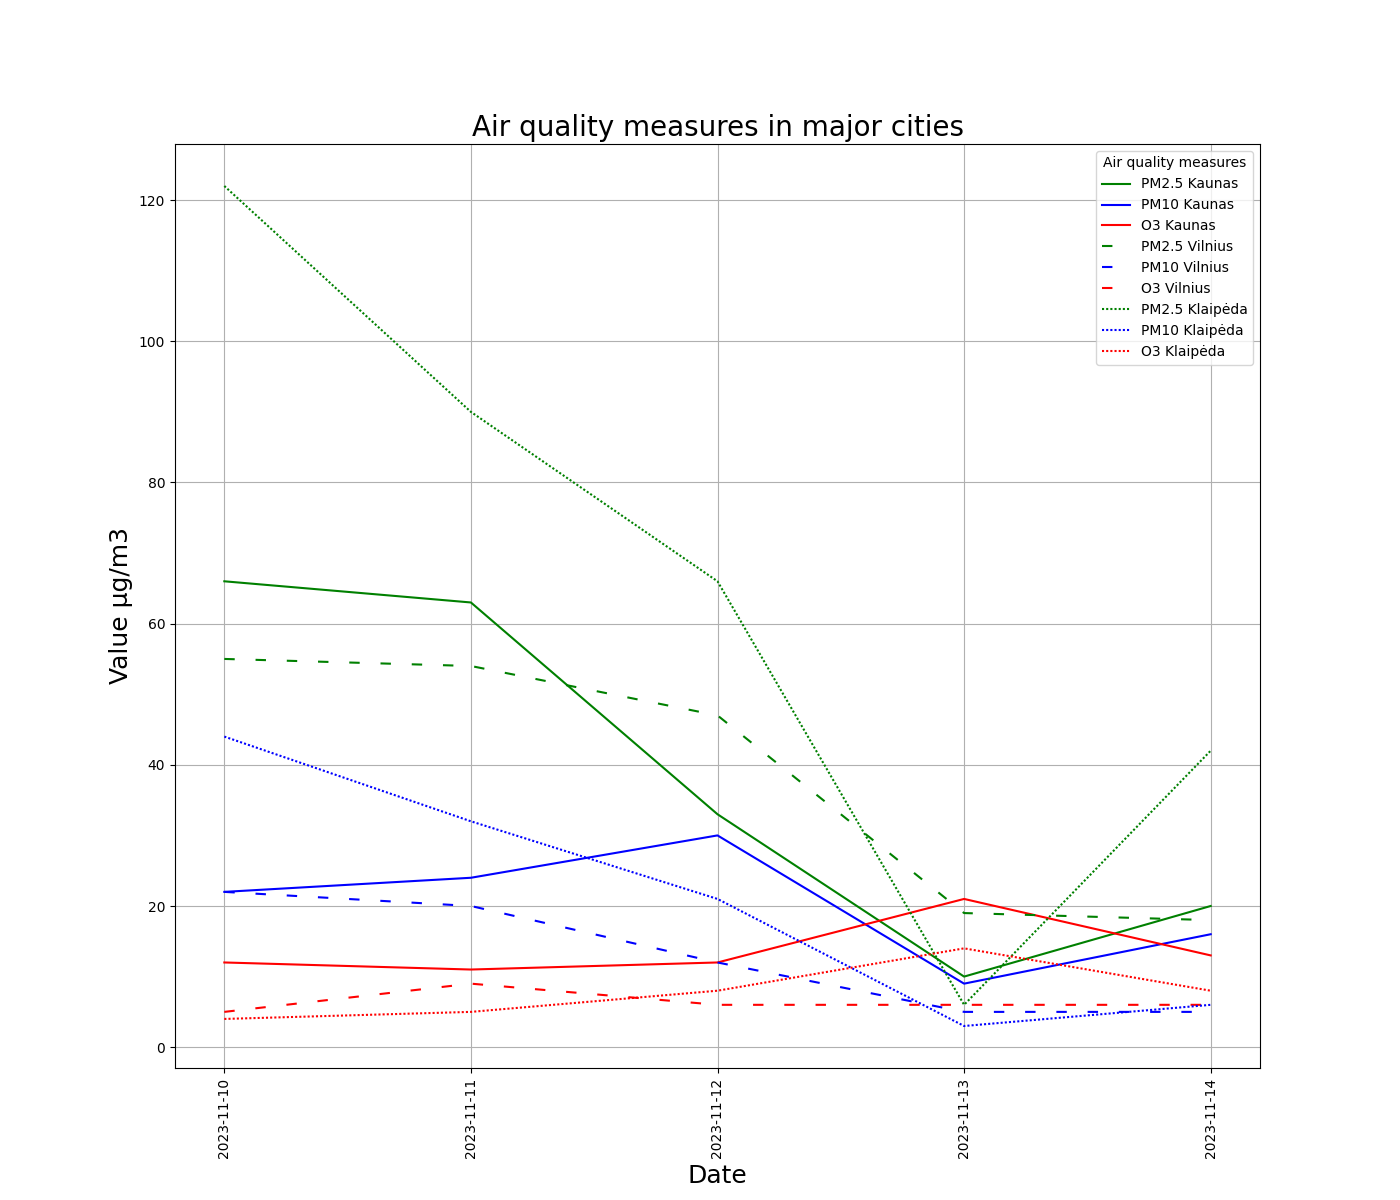 Air quality measures in major cities
Air quality measures
PM2.5 Kaunas
PM10 Kaunas
O3 Kaunas
PM2.5 Vilnius
PM10 Vilnius
O3 Vilnius
PM2.5 Klaipėda
PM10 Klaipėda
O3 Klaipėda
Value µg/m3
120
100
80
60
40
20
0
2023-11-10
2023-11-11
2023-11-12
2023-11-13
2023-11-14
Date